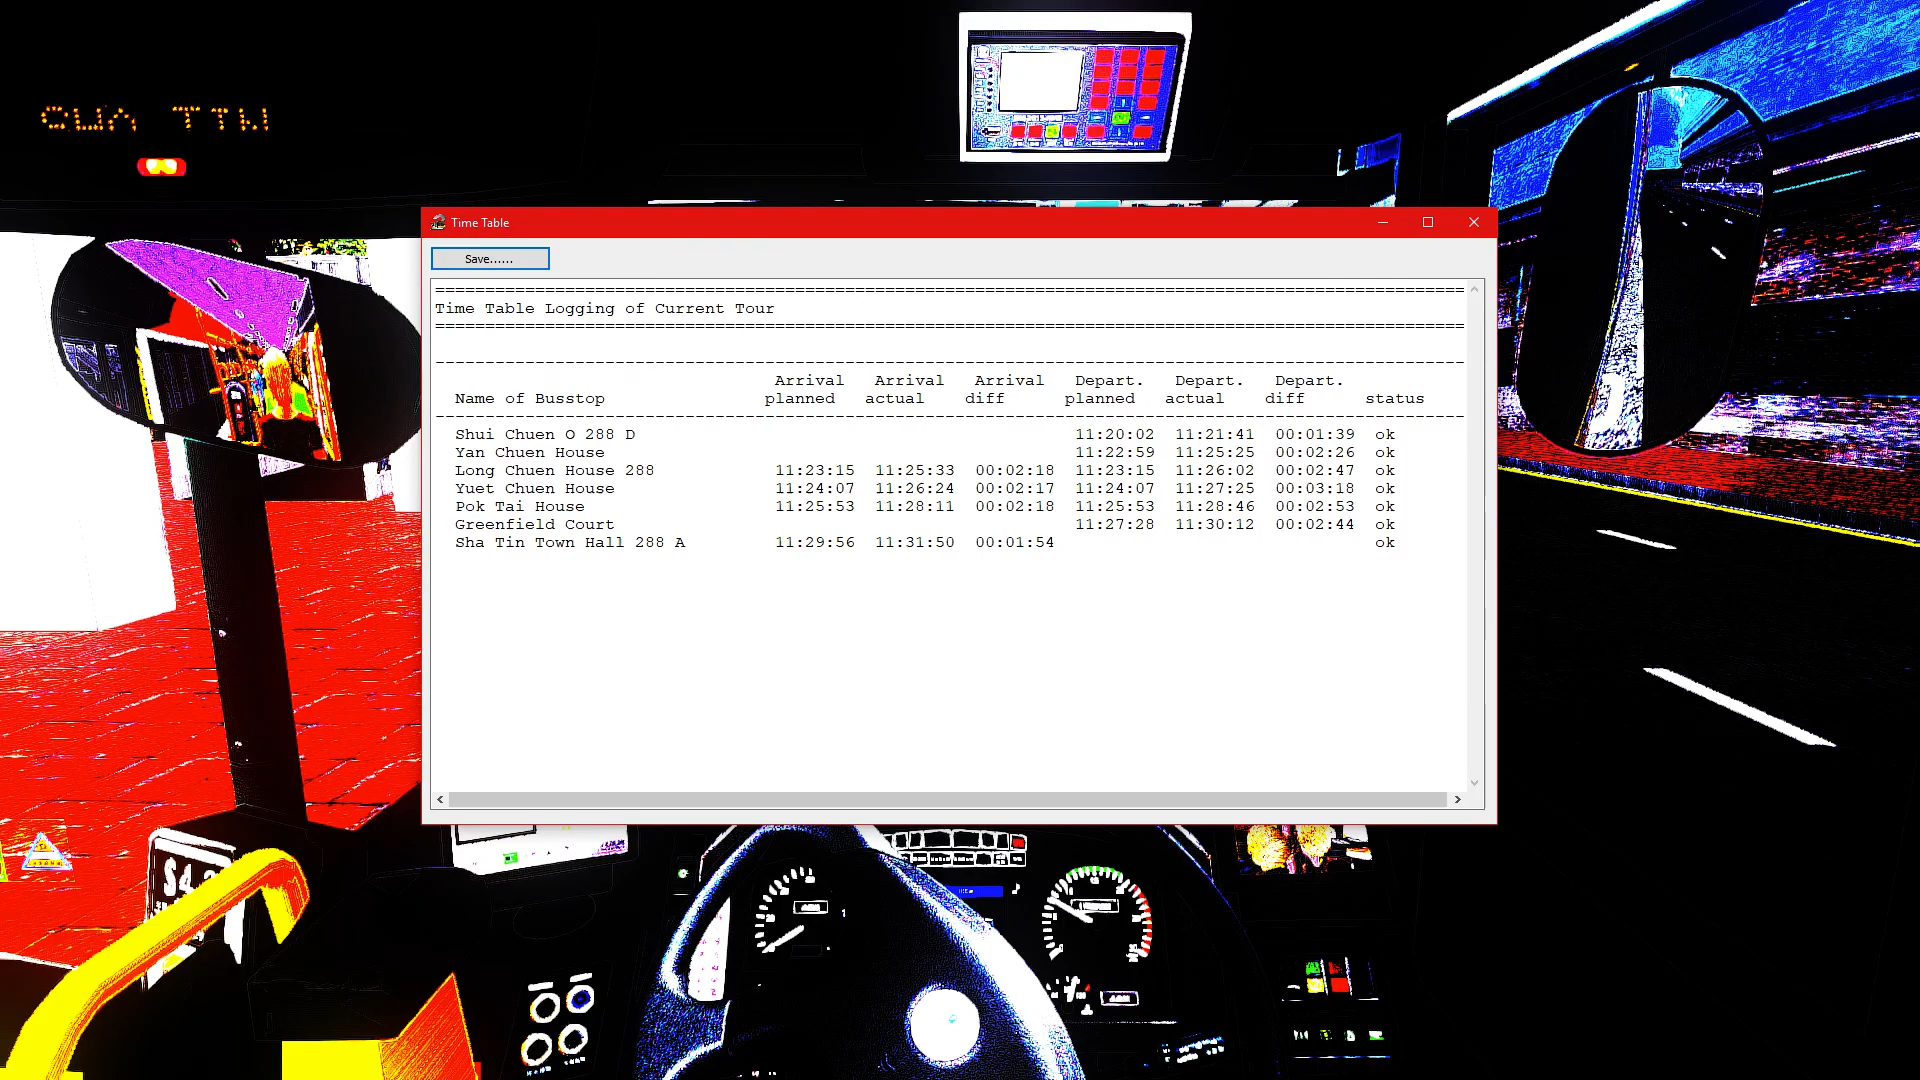 Time Table
Save......
====================================================================================================
Time Table Logging of Current Tour
====================================================================================================
----------------------------------------------------------------------------------------------------
Arrival Arrival Arrival Depart. Depart. Depart.
Name of Busstop planned actual diff planned actual diff status
----------------------------------------------------------------------------------------------------
Shui Chuen O 288 D 11:20:02 11:21:41 00:01:39 ok
Yan Chuen House 11:22:59 11:25:25 00:02:26 ok
Long Chuen House 288 11:23:15 11:25:33 00:02:18 11:23:15 11:26:02 00:02:47 ok
Yuet Chuen House 11:24:07 11:26:24 00:02:17 11:24:07 11:27:25 00:03:18 ok
Pok Tai House 11:25:53 11:28:11 00:02:18 11:25:53 11:28:46 00:02:53 ok
Greenfield Court 11:27:28 11:30:12 00:02:44 ok
Sha Tin Town Hall 288 A 11:29:56 11:31:50 00:01:54 ok